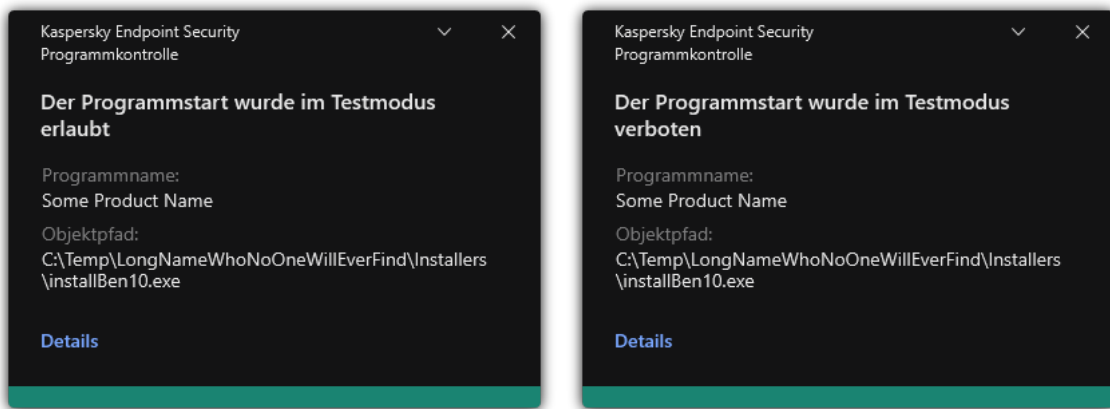 Kaspersky Endpoint Security
Programmkontrolle
Der Programmstart wurde im Testmodus
erlaubt
Programmname:
Some Product Name
Objektpfad:
C:\Temp\LongNameWhoNoOneWillEverFind\Installers
\installBen10.exe
Details
Kaspersky Endpoint Security
Programmkontrolle
Der Programmstart wurde im Testmodus
verboten
Programmname:
Some Product Name
Objektpfad:
C:\Temp\LongNameWhoNoOneWillEverFind\Installers
\installBen10.exe
Details